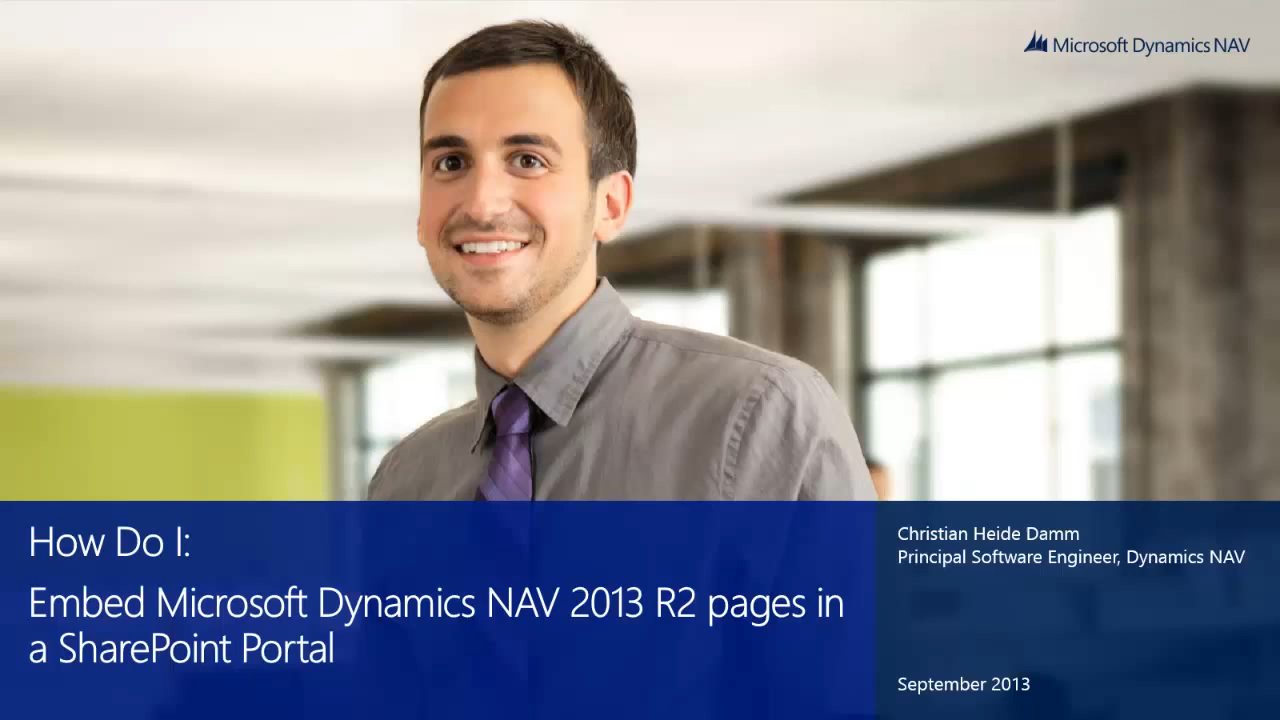 Microsoft Dynamics NAV
How Do I:
Embed Microsoft Dynamics NAV 2013 R2 pages in
a SharePoint Portal
Christian Heide Damm
Principal Software Engineer, Dynamics NAV
September 2013